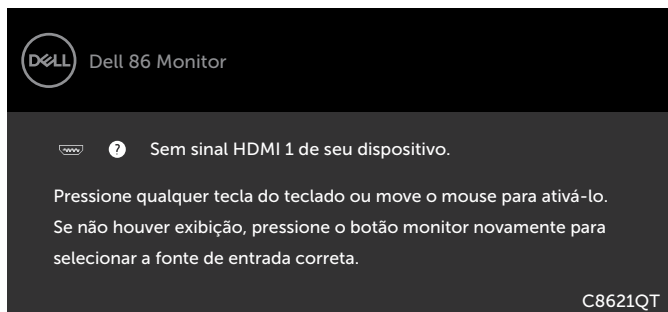 DELL
Dell 86 Monitor
? Sem sinal HDMI 1 de seu dispositivo.
Pressione qualquer tecla do teclado ou move o mouse para ativá-lo.
Se não houver exibição, pressione o botão monitor novamente para
selecionar a fonte de entrada correta.
C8621QT